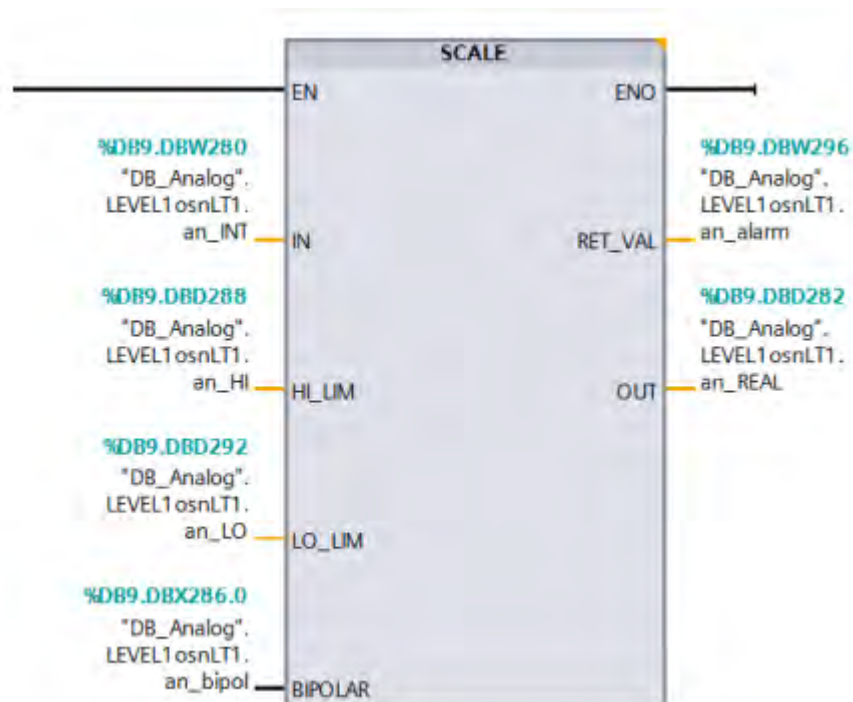 SCALE
EN
ENO
%DB9.DBW280
"DB_Analog".
LEVEL1osnLT1.
an_INT
IN
%DB9.DBW296
"DB_Analog".
LEVEL1osnLT1.
an_alarm
RET_VAL
%DB9.DBD288
"DB_Analog".
LEVEL1osnLT1.
an_HI
HI_LIM
%DB9.DBD282
"DB_Analog".
LEVEL1osnLT1.
an_REAL
OUT
%DB9.DBD292
"DB_Analog".
LEVEL1osnLT1.
an_LO
LO_LIM
%DB9.DBX286.0
"DB_Analog".
LEVEL1osnLT1.
an_bipol
BIPOLAR